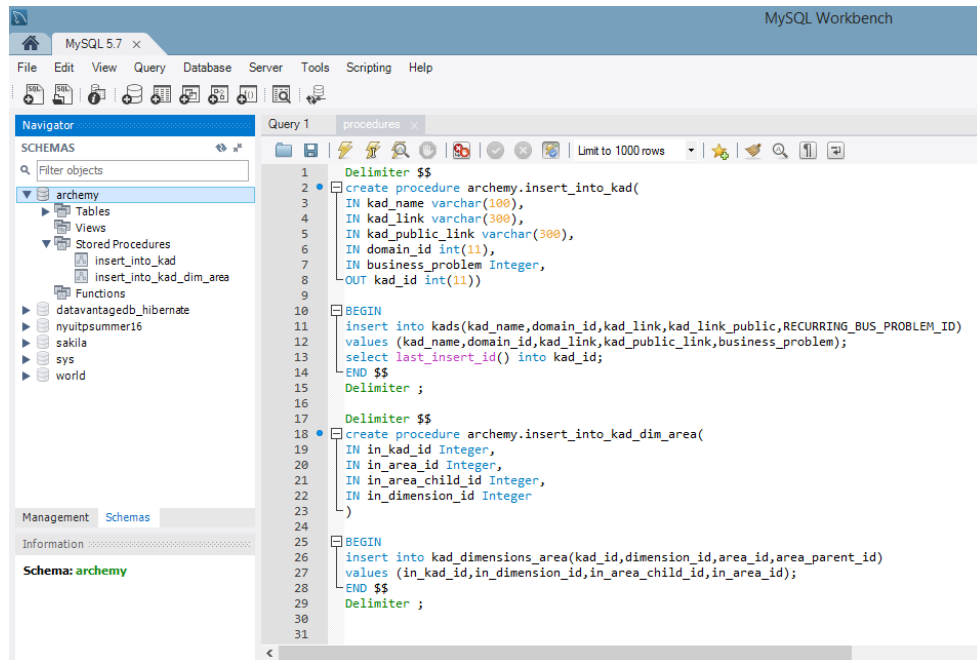 MySQL Workbench
MySQL 5.7 ×
File Edit View Query Database Server Tools Scripting Help
Navigator
SCHEMAS
Filter objects
archemy
Tables
Views
Stored Procedures
insert_into_kad
insert_into_kad_dim_area
Functions
datavantagedb_hibernate
nyuitpsummer16
sakila
sys
world
Management Schemas
Information
Schema: archemy
Query 1 procedures ×
Limit to 1000 rows
1 Delimiter $$
2 create procedure archemy.insert_into_kad(
3 IN kad_name varchar(100),
4 IN kad_link varchar(300),
5 IN kad_public_link varchar(300),
6 IN domain_id int(11),
7 IN business_problem Integer,
8 OUT kad_id int(11))
9
10 BEGIN
11 insert into kads(kad_name,domain_id,kad_link,kad_link_public,RECURRING_BUS_PROBLEM_ID)
12 values (kad_name,domain_id,kad_link,kad_public_link,business_problem);
13 select last_insert_id() into kad_id;
14 END $$
15 Delimiter ;
16
17 Delimiter $$
18 create procedure archemy.insert_into_kad_dim_area(
19 IN in_kad_id Integer,
20 IN in_area_id Integer,
21 IN in_area_child_id Integer,
22 IN in_dimension_id Integer
23 )
24
25 BEGIN
26 insert into kad_dimensions_area(kad_id,dimension_id,area_id,area_parent_id)
27 values (in_kad_id,in_dimension_id,in_area_child_id,in_area_id);
28 END $$
29 Delimiter ;
30
31